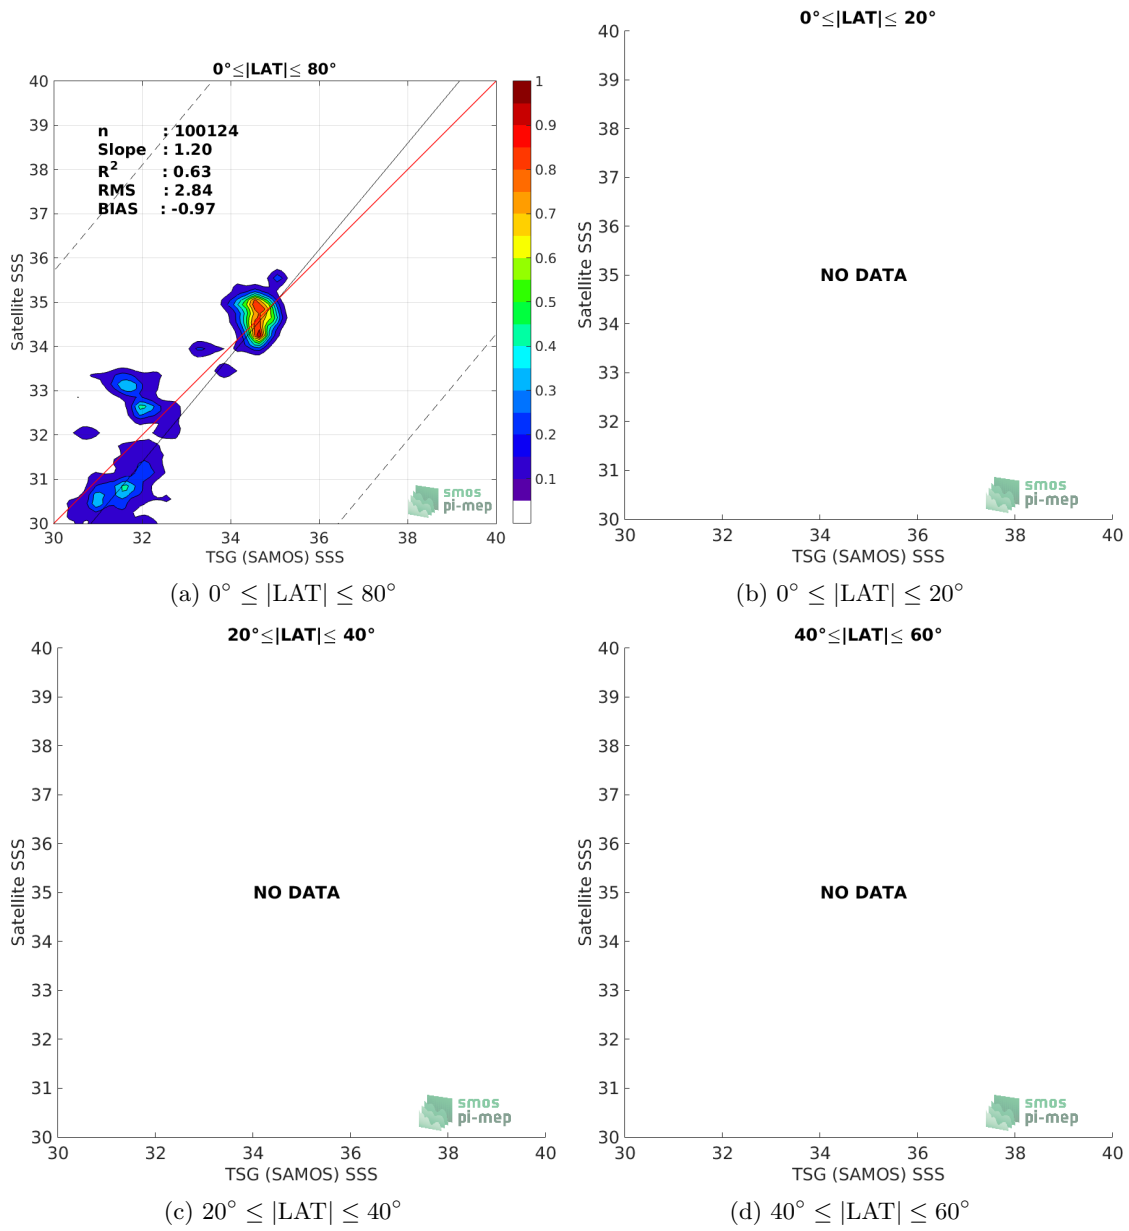 0°≤|LAT|≤ 80°
40
39
38
37
36
35
34
33
32
31
30
Satellite SSS
n : 100124
Slope : 1.20
R² : 0.63
RMS : 2.84
BIAS : -0.97
1
0.9
0.8
0.7
0.6
0.5
0.4
0.3
0.2
0.1
smos
pi-mep
30 32 34 36 38 40
TSG (SAMOS) SSS
(a) 0° ≤ |LAT| ≤ 80°
0°≤|LAT|≤ 20°
40
39
38
37
36
35
34
33
32
31
30
Satellite SSS
NO DATA
smos
pi-mep
30 32 34 36 38 40
TSG (SAMOS) SSS
(b) 0° ≤ |LAT| ≤ 20°
20°≤|LAT|≤ 40°
40
39
38
37
36
35
34
33
32
31
30
Satellite SSS
NO DATA
smos
pi-mep
30 32 34 36 38 40
TSG (SAMOS) SSS
(c) 20° ≤ |LAT| ≤ 40°
40°≤|LAT|≤ 60°
40
39
38
37
36
35
34
33
32
31
30
Satellite SSS
NO DATA
smos
pi-mep
30 32 34 36 38 40
TSG (SAMOS) SSS
(d) 40° ≤ |LAT| ≤ 60°